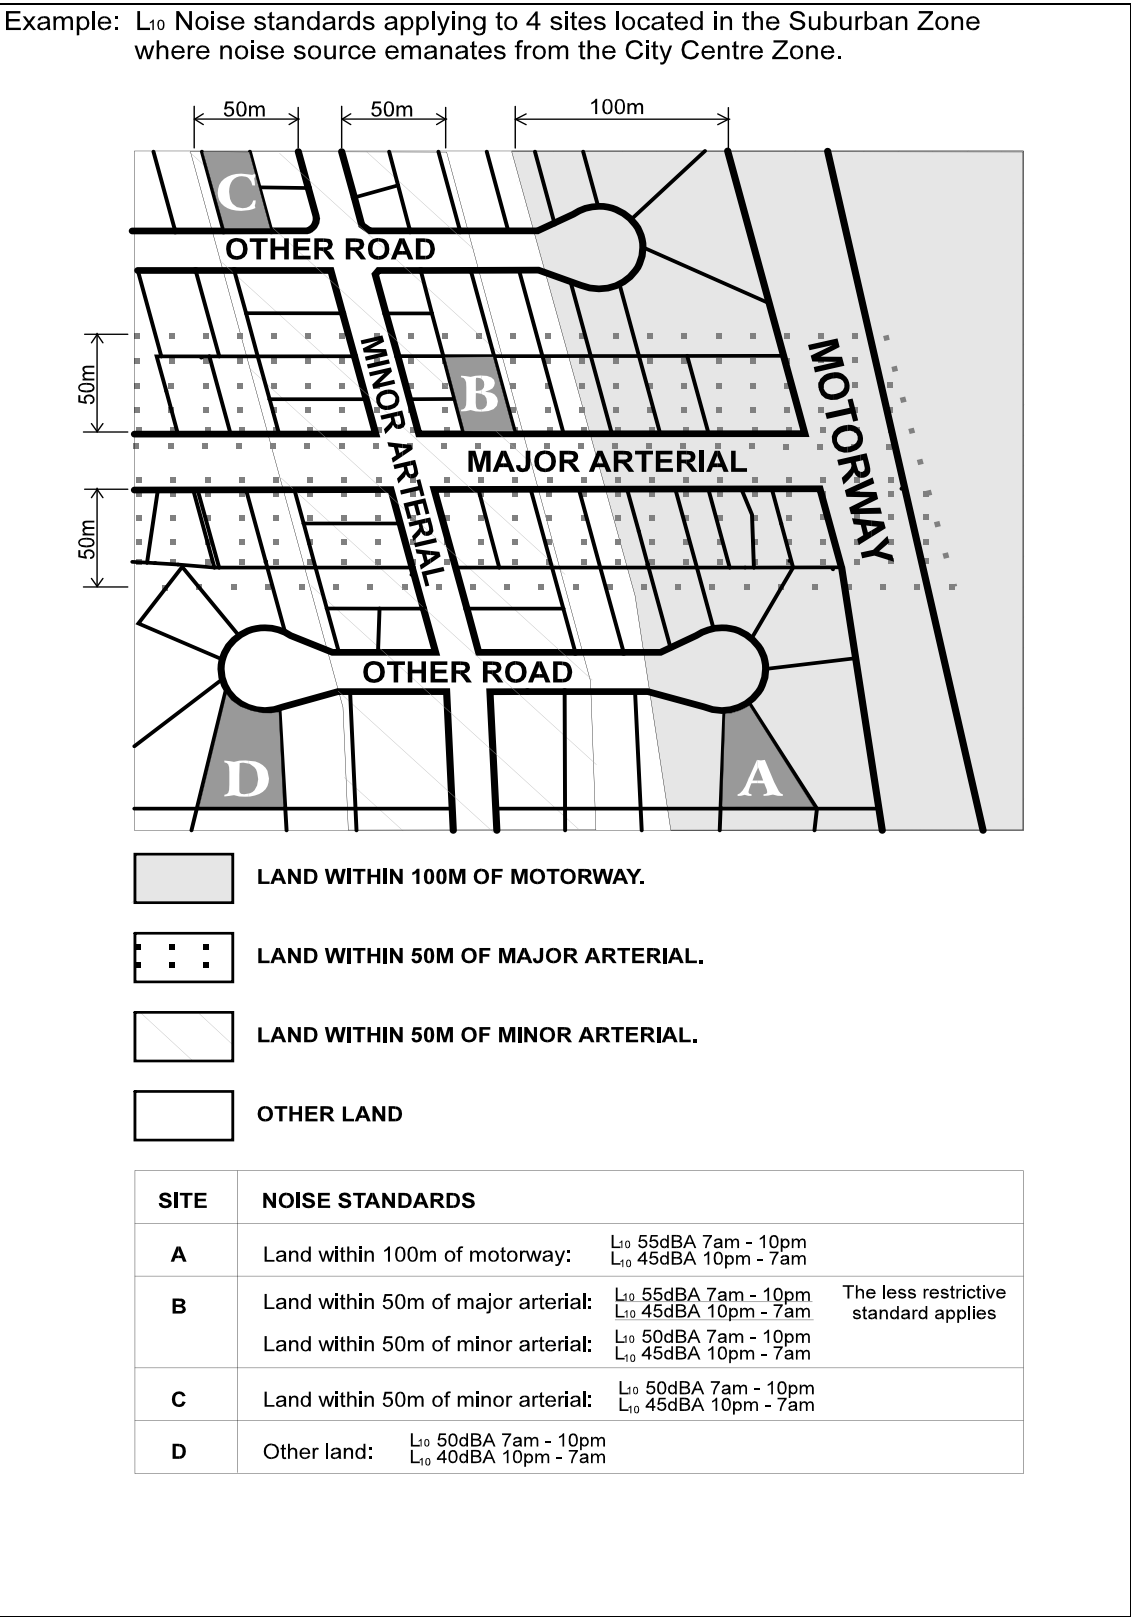 Example: L10 Noise standards applying to 4 sites located in the Suburban Zone
where noise source emanates from the City Centre Zone.
50m
50m
100m
C
OTHER ROAD
50m
MINOR ARTERIAL
B
MOTORWAY
MAJOR ARTERIAL
50m
OTHER ROAD
D
A
LAND WITHIN 100M OF MOTORWAY.
LAND WITHIN 50M OF MAJOR ARTERIAL.
LAND WITHIN 50M OF MINOR ARTERIAL.
OTHER LAND
SITE NOISE STANDARDS
A Land within 100m of motorway: L10 55dBA 7am - 10pm
L10 45dBA 10pm - 7am
B Land within 50m of major arterial: L10 55dBA 7am - 10pm The less restrictive
L10 45dBA 10pm - 7am standard applies
Land within 50m of minor arterial: L10 50dBA 7am - 10pm
L10 45dBA 10pm - 7am
C Land within 50m of minor arterial: L10 50dBA 7am - 10pm
L10 45dBA 10pm - 7am
D Other land: L10 50dBA 7am - 10pm
L10 40dBA 10pm - 7am